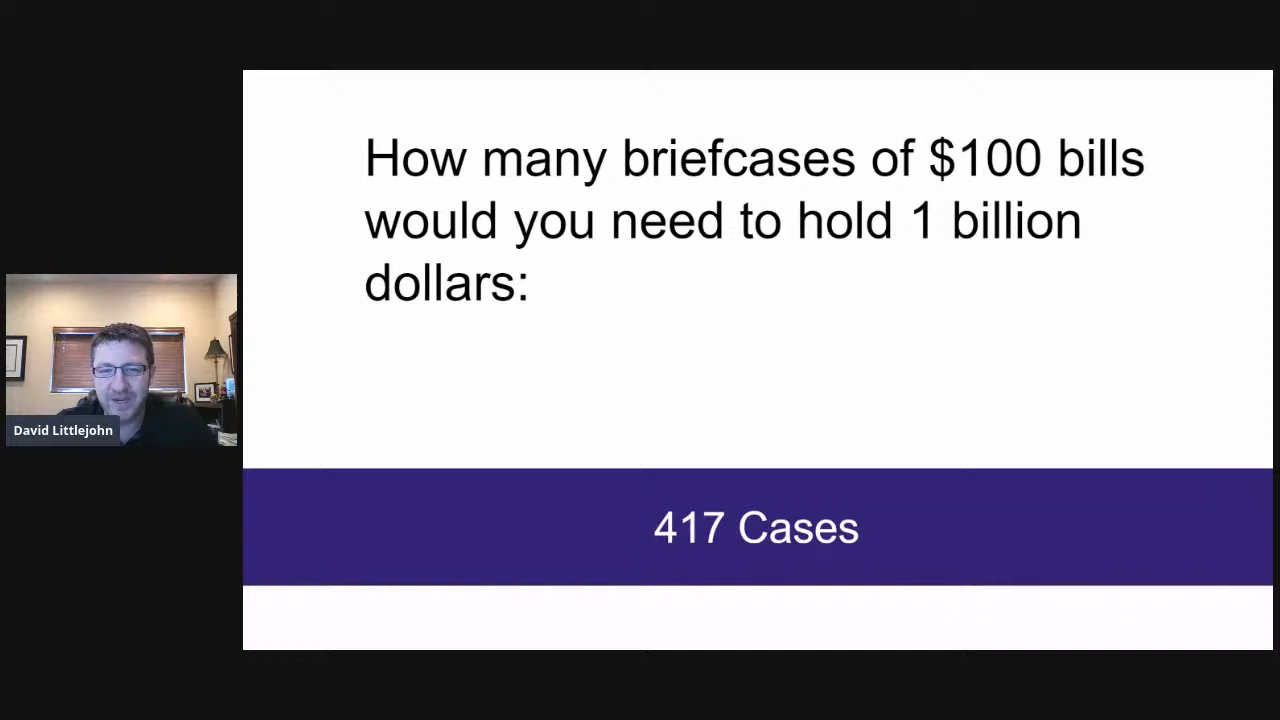 How many briefcases of $100 bills
would you need to hold 1 billion
dollars:
David Littlejohn
417 Cases